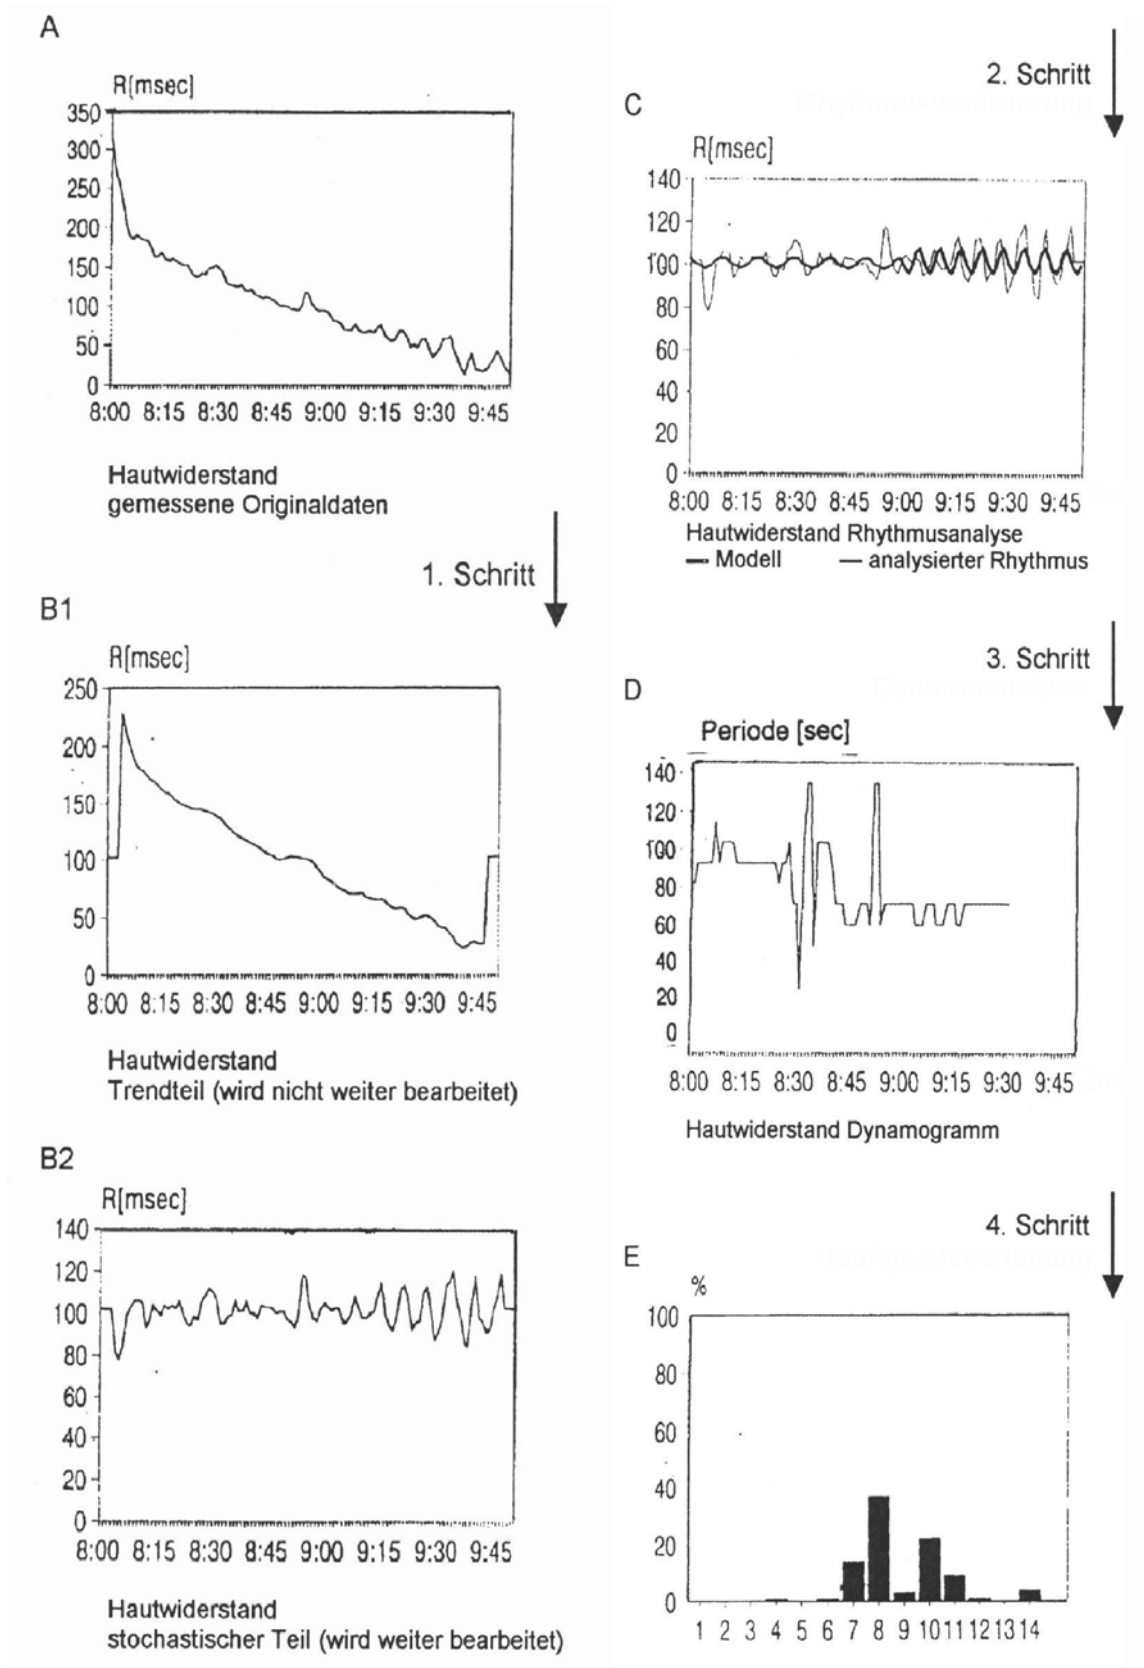 A
R[msec]
350
300
250
200
150
100
50
0
8:00 8:15 8:30 8:45 9:00 9:15 9:30 9:45
Hautwiderstand
gemessene Originaldaten
1. Schritt
B1
R[msec]
250
200
150
100
50
0
8:00 8:15 8:30 8:45 9:00 9:15 9:30 9:45
Hautwiderstand
Trendteil (wird nicht weiter bearbeitet)
B2
R[msec]
140
120
100
80
60
40
20
0
8:00 8:15 8:30 8:45 9:00 9:15 9:30 9:45
Hautwiderstand
stochastischer Teil (wird weiter bearbeitet)
2. Schritt
C
R[msec]
140
120
100
80
60
40
20
0
8:00 8:15 8:30 8:45 9:00 9:15 9:30 9:45
Hautwiderstand Rhythmusanalyse
Modell analysierter Rhythmus
3. Schritt
D
Periode [sec]
140
120
100
80
60
40
20
0
8:00 8:15 8:30 8:45 9:00 9:15 9:30 9:45
Hautwiderstand Dynamogramm
4. Schritt
E
%
100
80
60
40
20
0
1 2 3 4 5 6 7 8 9 10 11 12 13 14